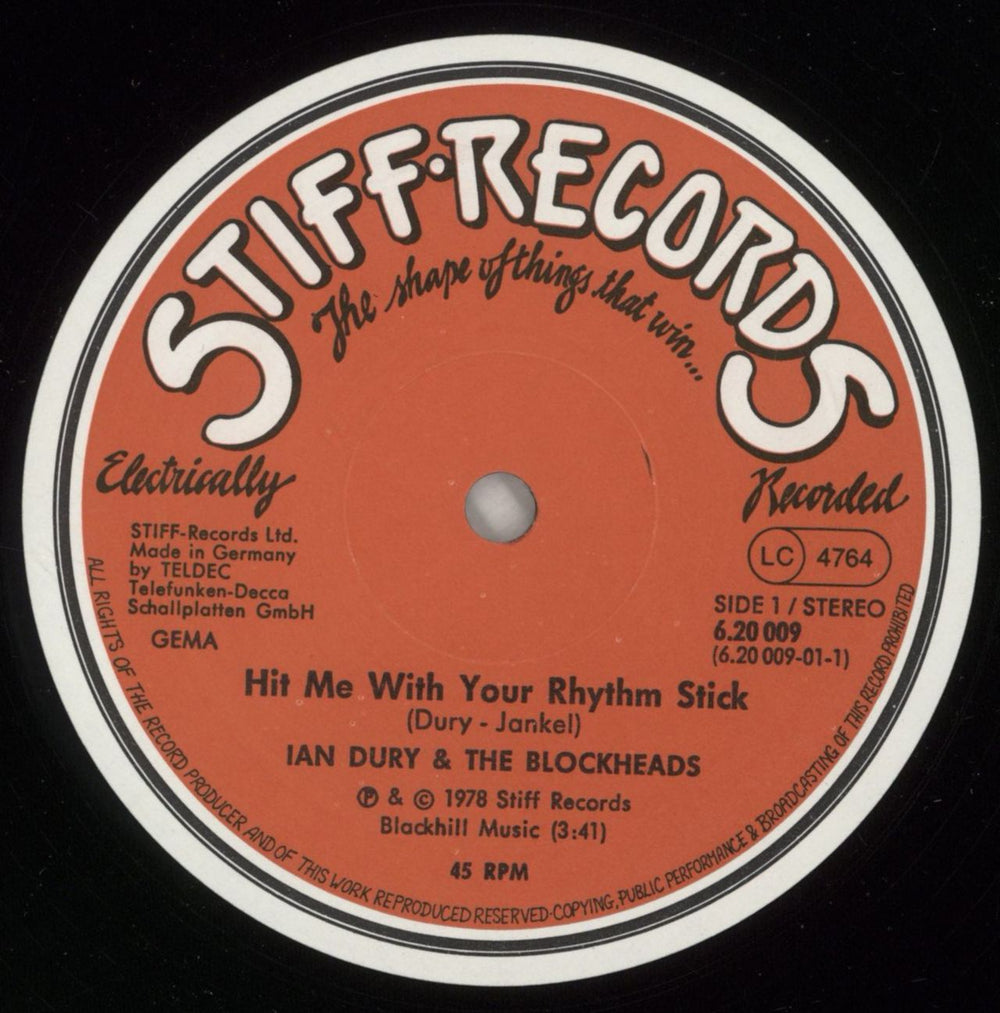 STIFF·RECORDS
The shape of things that win...
Electrically
Recorded
STIFF-Records Ltd.
Made in Germany
by TELDEC
Telefunken-Decca
Schallplatten GmbH
GEMA
LC 4764
SIDE 1 / STEREO
6.20 009
(6.20 009-01-1)
Hit Me With Your Rhythm Stick
(Dury - Jankel)
IAN DURY & THE BLOCKHEADS
℗ & © 1978 Stiff Records
Blackhill Music (3:41)
45 RPM
ALL RIGHTS OF THE RECORD PRODUCER AND OF THIS WORK REPRODUCED RESERVED-COPYING, PUBLIC PERFORMANCE & BROADCASTING OF THIS RECORD PROHIBITED